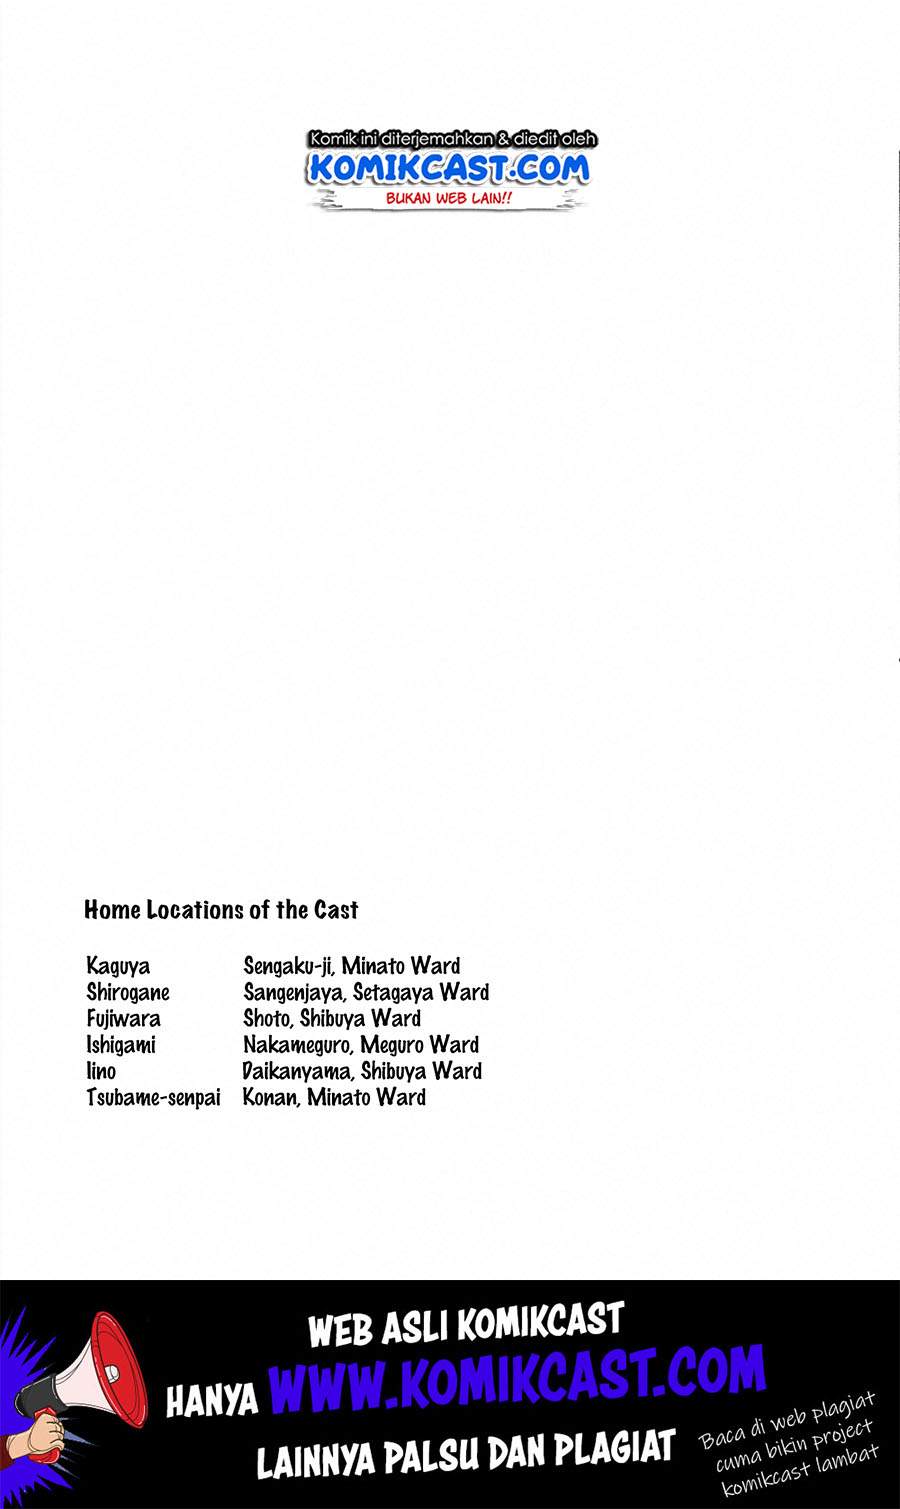 Komik ini diterjemahkan & diedit oleh
KOMIKCAST.COM
BUKAN WEB LAIN!!
Home Locations of the Cast
Kaguya Sengaku-ji, Minato Ward
Shirogane Sangenjaya, Setagaya Ward
Fujiwara Shoto, Shibuya Ward
Ishigami Nakameguro, Meguro Ward
Iino Daikanyama, Shibuya Ward
Tsubame-senpai Konan, Minato Ward
WEB ASLI KOMIKCAST
HANYA WWW.KOMIKCAST.COM
LAINNYA PALSU DAN PLAGIAT
Baca di web plagiat
cuma bikin project
komikcast lambat